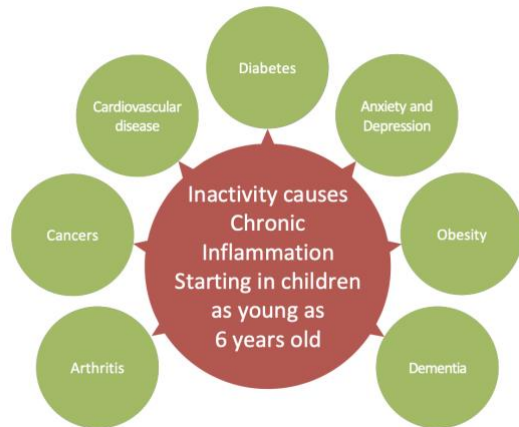 Diabetes
Cardiovascular
disease
Anxiety and
Depression
Inactivity causes
Chronic
Inflammation
Starting in children
as young as
6 years old
Cancers
Obesity
Arthritis
Dementia